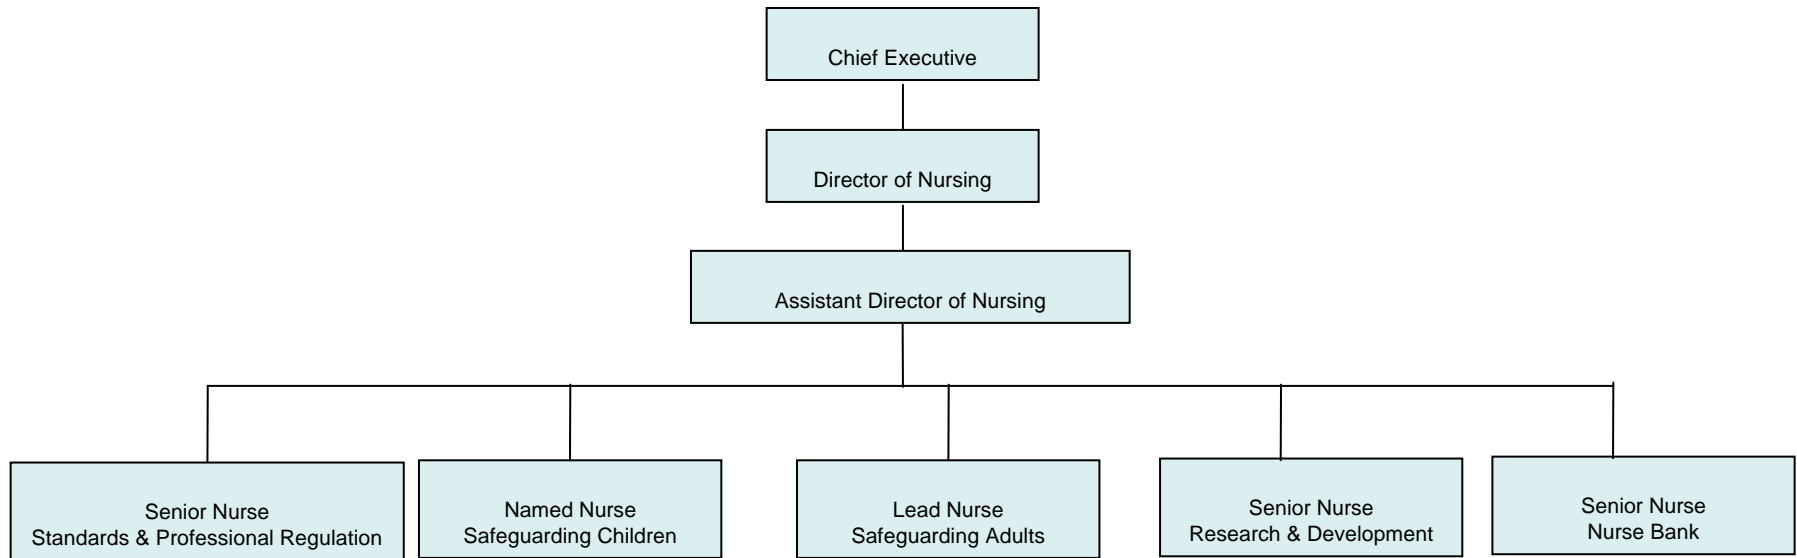 Chief Executive
Director of Nursing
Assistant Director of Nursing
Senior Nurse
Standards & Professional Regulation
Named Nurse
Safeguarding Children
Lead Nurse
Safeguarding Adults
Senior Nurse
Research & Development
Senior Nurse
Nurse Bank